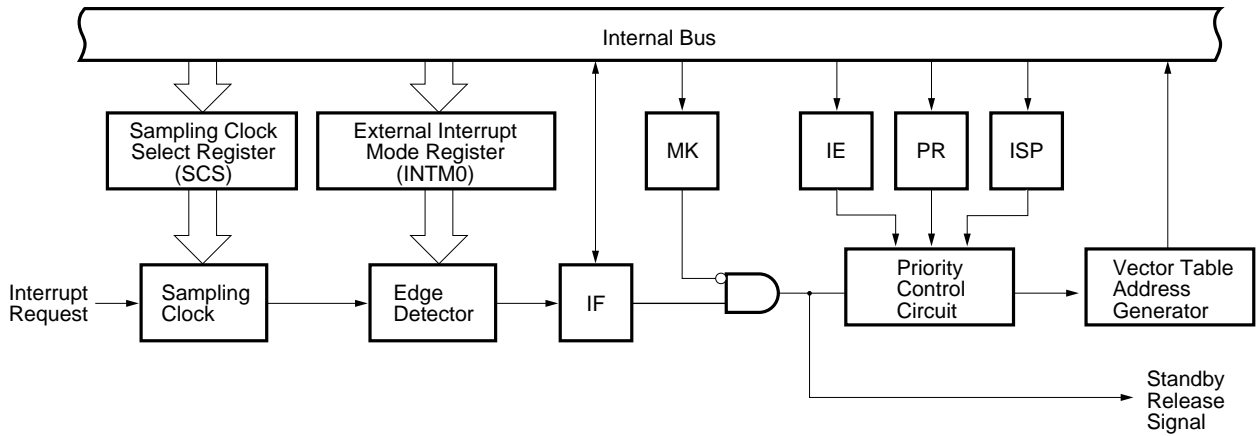 Internal Bus
Sampling Clock
Select Register
(SCS)
External Interrupt
Mode Register
(INTM0)
MK
IE
PR
ISP
Interrupt
Request
Sampling
Clock
Edge
Detector
IF
Priority
Control
Circuit
Vector Table
Address
Generator
Standby
Release
Signal